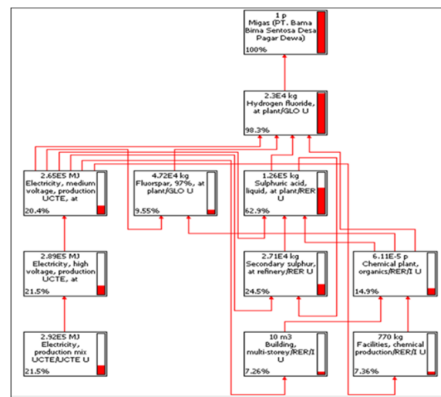 1 p
Migas (PT. Bama
Bima Sentosa Desa
Pagar Dewa)
100%
2.3E4 kg
Hydrogen fluoride,
at plant/GLO U
98.3%
2.65E5 MJ
Electricity, medium
voltage, production
UCTE, at
20.4%
4.72E4 kg
Fluorspar, 97%, at
plant/GLO U
9.55%
1.26E5 kg
Sulphuric acid,
liquid, at plant/RER
U
62.9%
2.89E5 MJ
Electricity, high
voltage, production
UCTE, at
21.5%
2.71E4 kg
Secondary sulphur,
at refinery/RER U
24.5%
6.11E-5 p
Chemical plant,
organics/RER/I U
14.9%
2.92E5 MJ
Electricity,
production mix
UCTE/UCTE U
21.5%
10 m3
Building,
multi-storey/RER/I
U
7.26%
770 kg
Facilities, chemical
production/RER/I U
7.36%